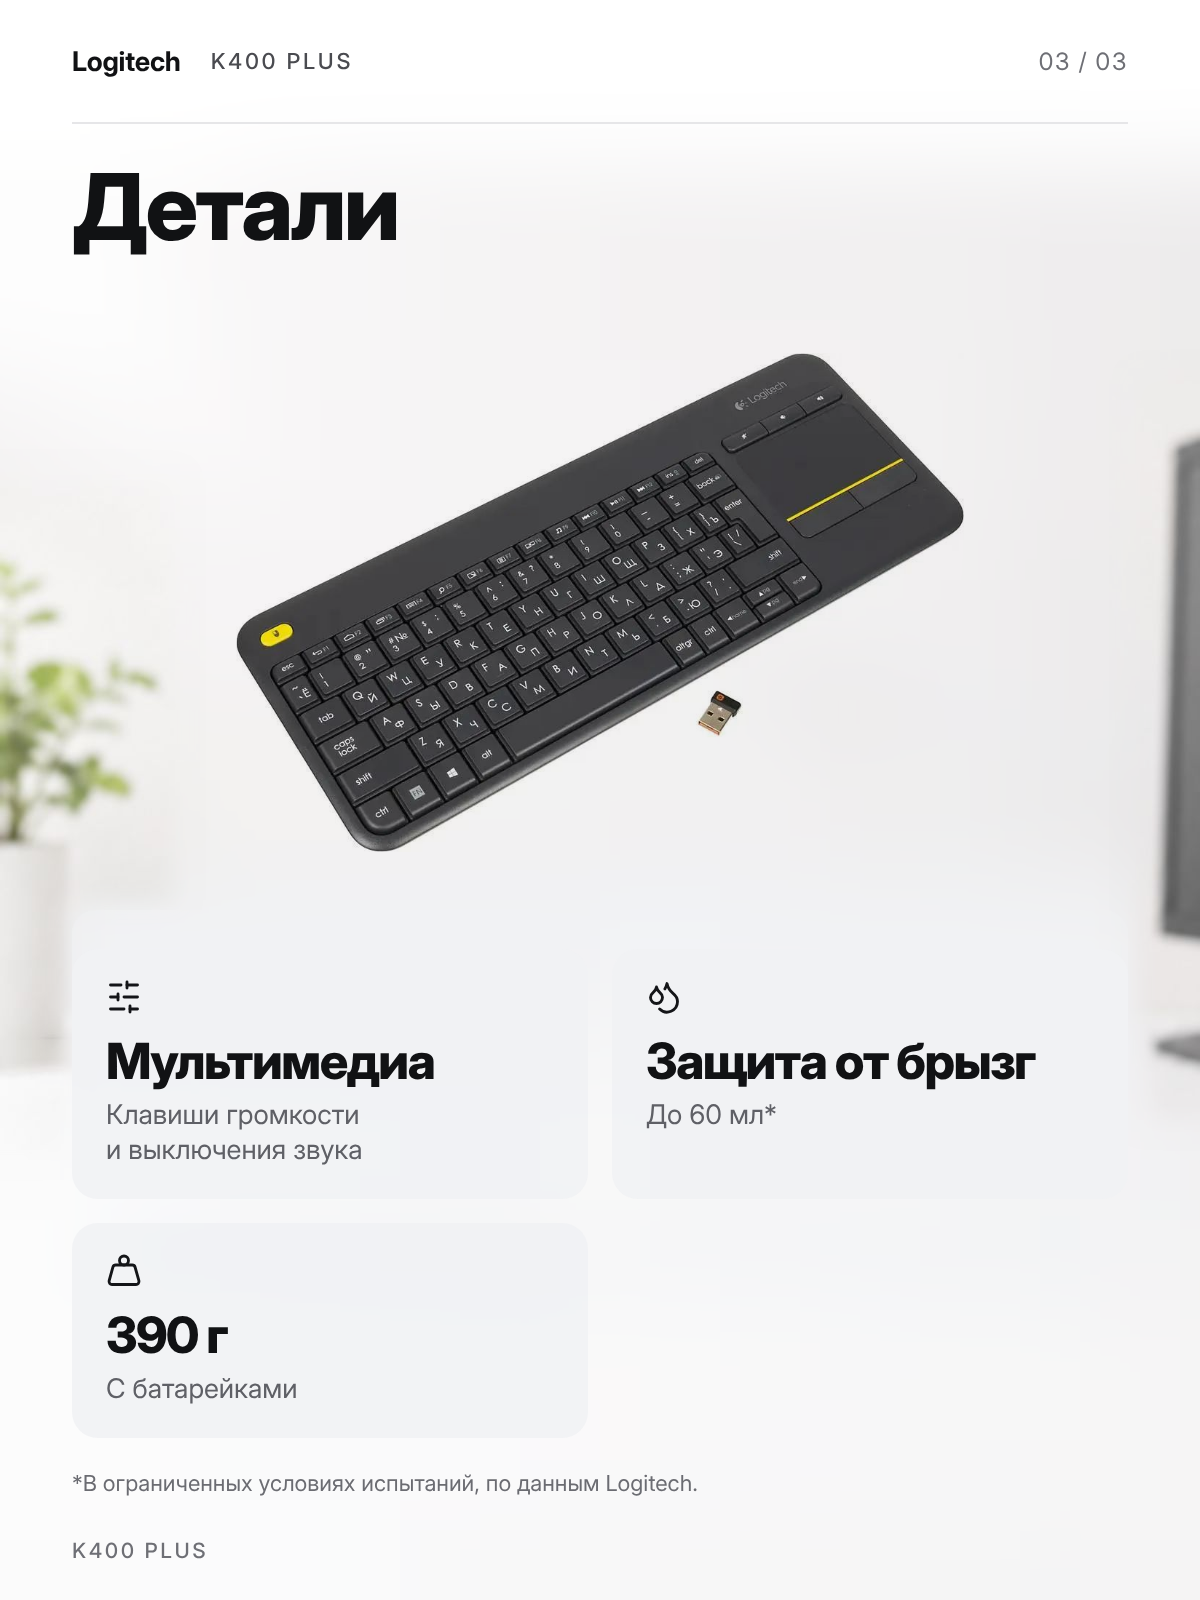 Logitech K400 PLUS 03 / 03
Детали
Logitech
Мультимедиа
Клавиши громкости
и выключения звука
Защита от брызг
До 60 мл*
390 г
С батарейками
*В ограниченных условиях испытаний, по данным Logitech.
K400 PLUS